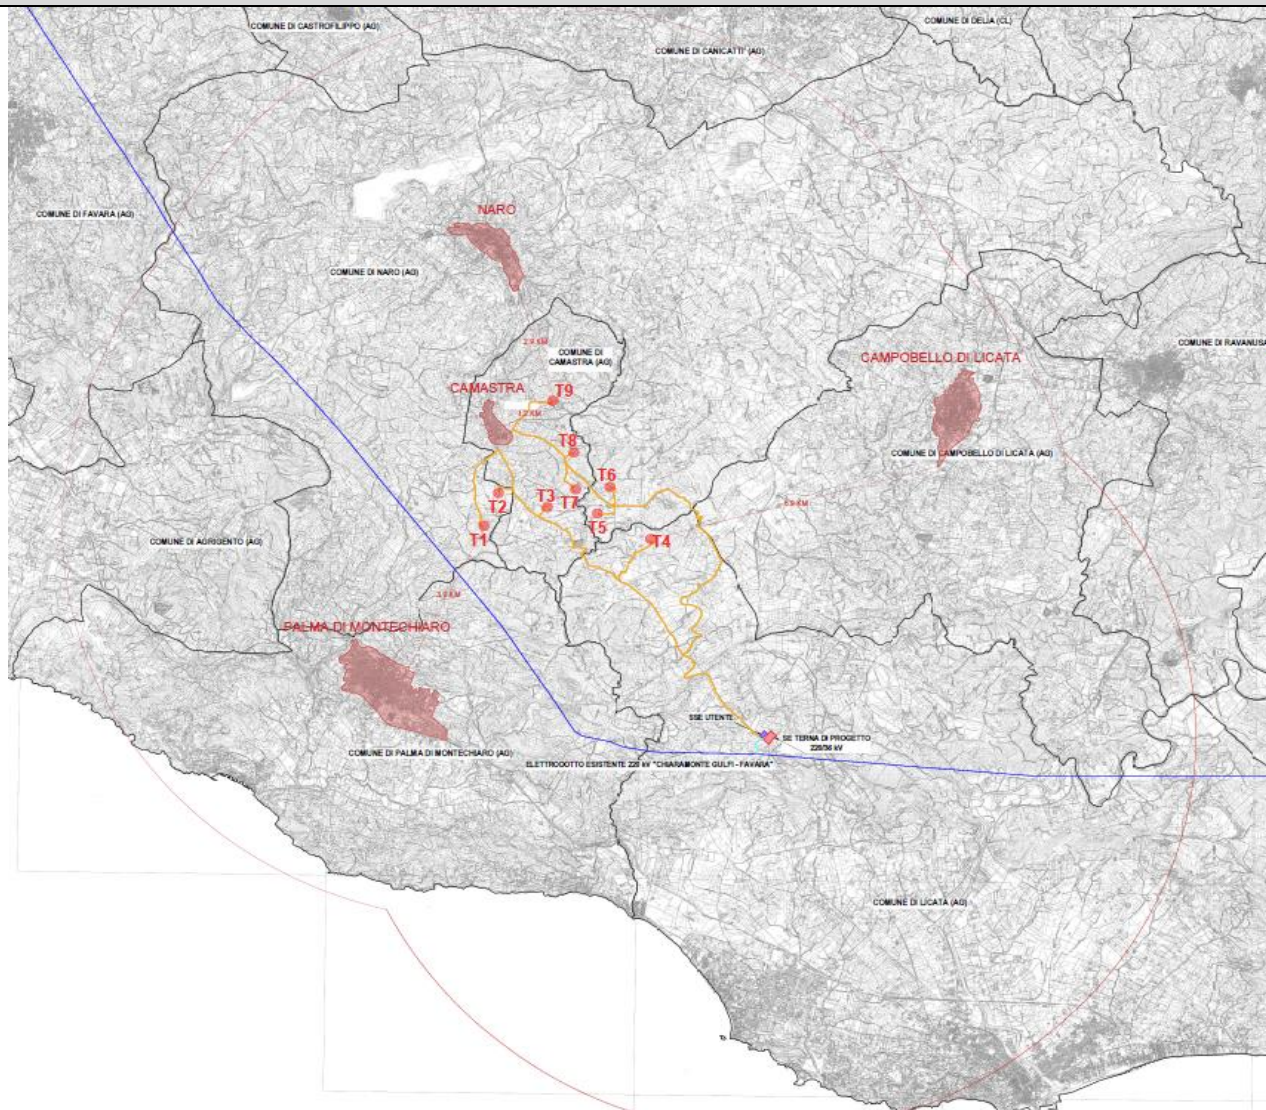 COMUNE DI CASTROFILIPPO (AG)
COMUNE DI DELIA (CL)
COMUNE DI CANICATTI' (AG)
COMUNE DI FAVARA (AG)
NARO
COMUNE DI NARO (AG)
2.9 KM
COMUNE DI
CAMASTRA (AG)
COMUNE DI RAVANUSA
CAMPOBELLO DI LICATA
CAMASTRA
T9
T8
COMUNE DI CAMPOBELLO DI LICATA (AG)
T6
T2
T3
T7
T5
T1
T4
COMUNE DI AGRIGENTO (AG)
PALMA DI MONTECHIARO
SSE UTENTE
SE TERNA DI PROGETTO
220/36 kV
COMUNE DI PALMA DI MONTECHIARO (AG)
ELETTRODOTTO ESISTENTE 220 kV "CHIARAMONTE GULFI - FAVARA"
COMUNE DI LICATA (AG)